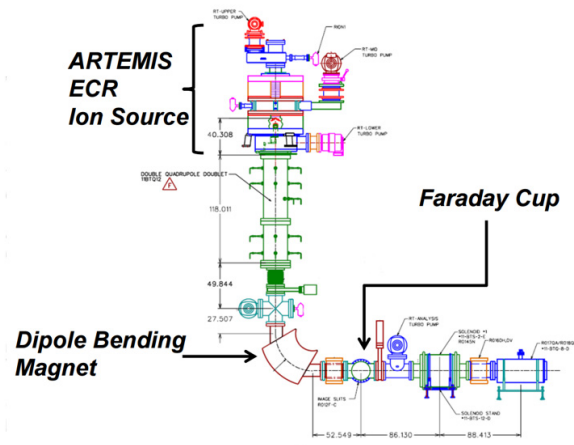 ARTEMIS
ECR
Ion Source
RT-UPPER
TURBO PUMP
RION1
RT-MID
TURBO PUMP
RT-LOWER
TURBO PUMP
40.308
DOUBLE QUADRUPOLE DOUBLET
11BTQ12
F
118.011
Faraday Cup
49.844
27.507
Dipole Bending
Magnet
RT-ANALYSIS
TURBO PUMP
SOLENOID #1
IMAGE SLITS
SOLENOID STAND
52.549
86.130
88.413